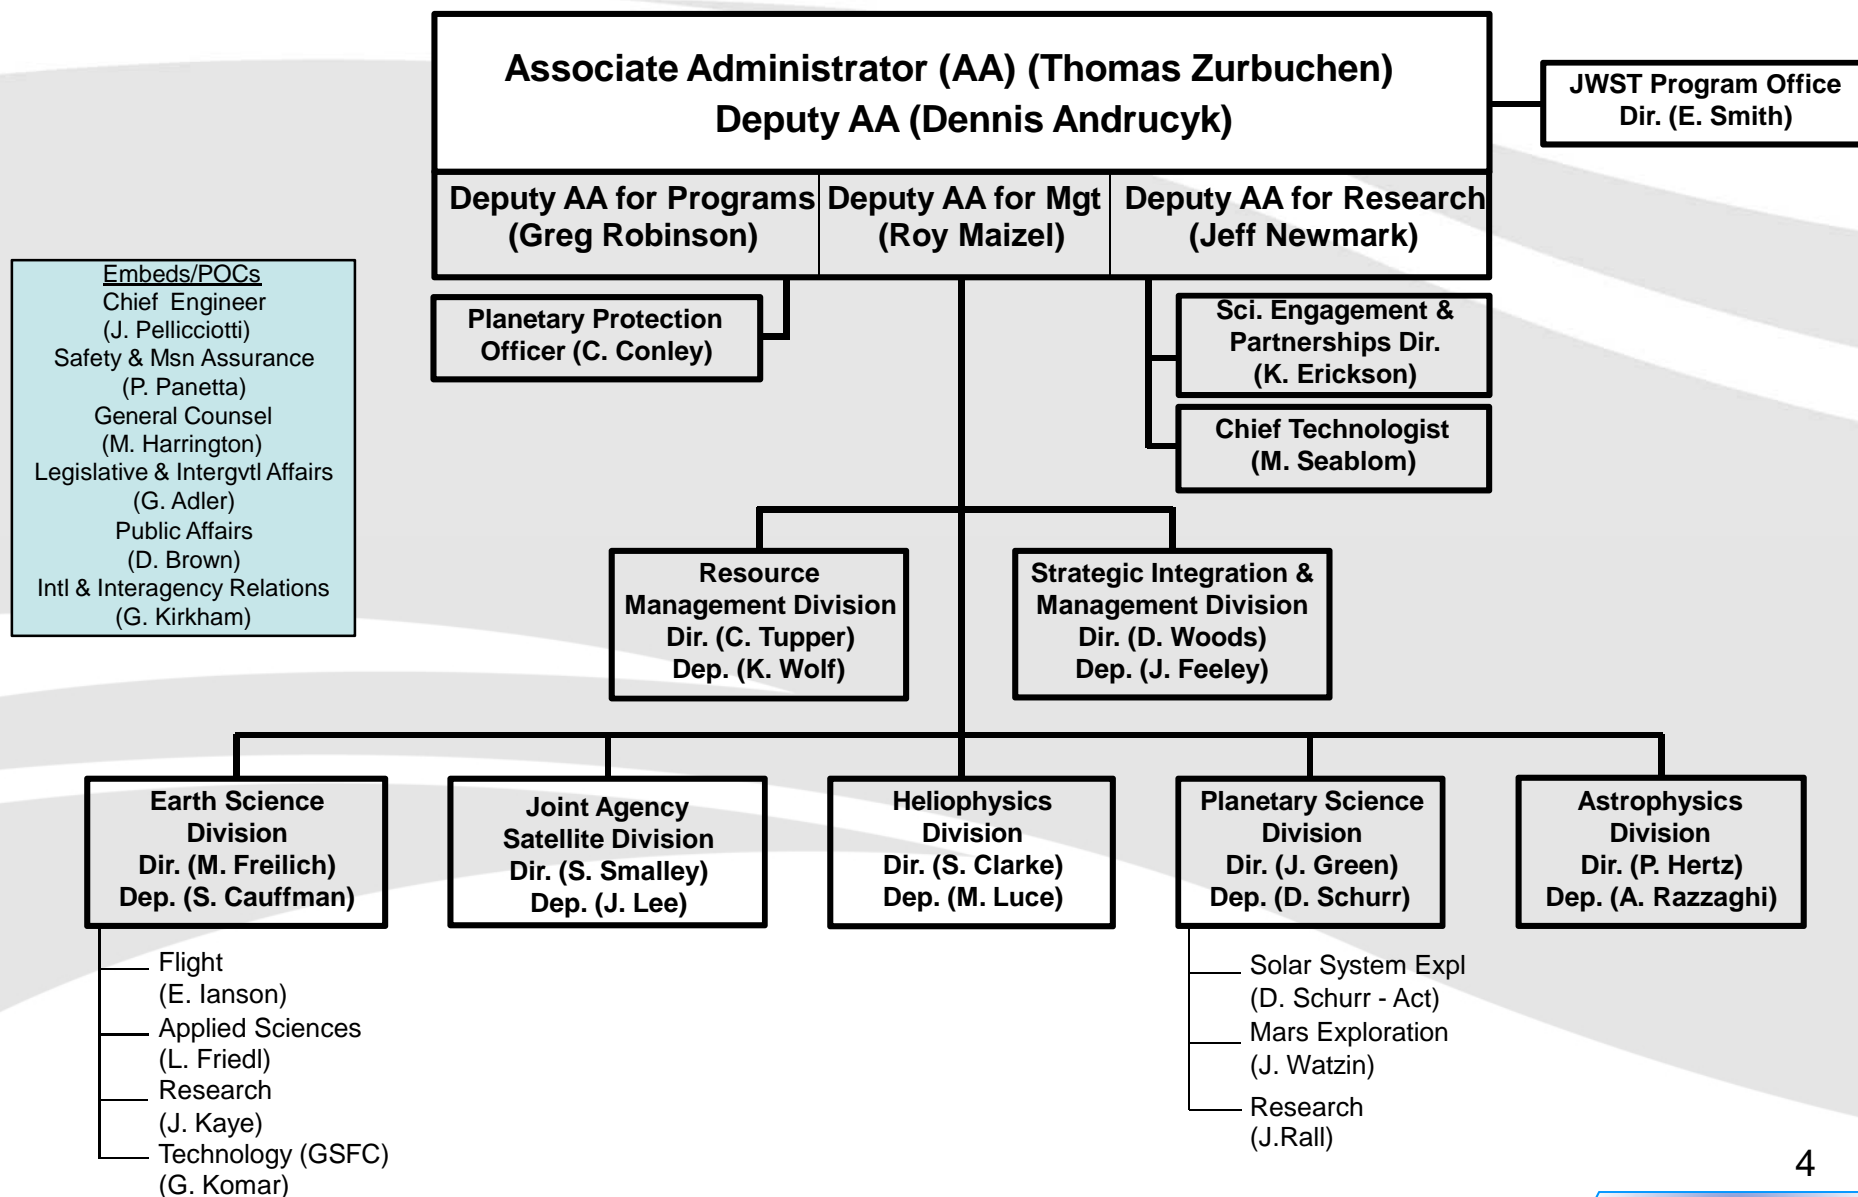 Associate Administrator (AA) (Thomas Zurbuchen)
Deputy AA (Dennis Andrucyk)
JWST Program Office
Dir. (E. Smith)
Deputy AA for Programs
(Greg Robinson)
Deputy AA for Mgt
(Roy Maizel)
Deputy AA for Research
(Jeff Newmark)
Embeds/POCs
Chief Engineer
(J. Pellicciotti)
Safety & Msn Assurance
(P. Panetta)
General Counsel
(M. Harrington)
Legislative & Intergvtl Affairs
(G. Adler)
Public Affairs
(D. Brown)
Intl & Interagency Relations
(G. Kirkham)
Planetary Protection
Officer (C. Conley)
Sci. Engagement &
Partnerships Dir.
(K. Erickson)
Chief Technologist
(M. Seablom)
Resource
Management Division
Dir. (C. Tupper)
Dep. (K. Wolf)
Strategic Integration &
Management Division
Dir. (D. Woods)
Dep. (J. Feeley)
Earth Science
Division
Dir. (M. Freilich)
Dep. (S. Cauffman)
Joint Agency
Satellite Division
Dir. (S. Smalley)
Dep. (J. Lee)
Heliophysics
Division
Dir. (S. Clarke)
Dep. (M. Luce)
Planetary Science
Division
Dir. (J. Green)
Dep. (D. Schurr)
Astrophysics
Division
Dir. (P. Hertz)
Dep. (A. Razzaghi)
Flight
(E. Ianson)
Applied Sciences
(L. Friedl)
Research
(J. Kaye)
Technology (GSFC)
(G. Komar)
Solar System Expl
(D. Schurr - Act)
Mars Exploration
(J. Watzin)
Research
(J.Rall)
4